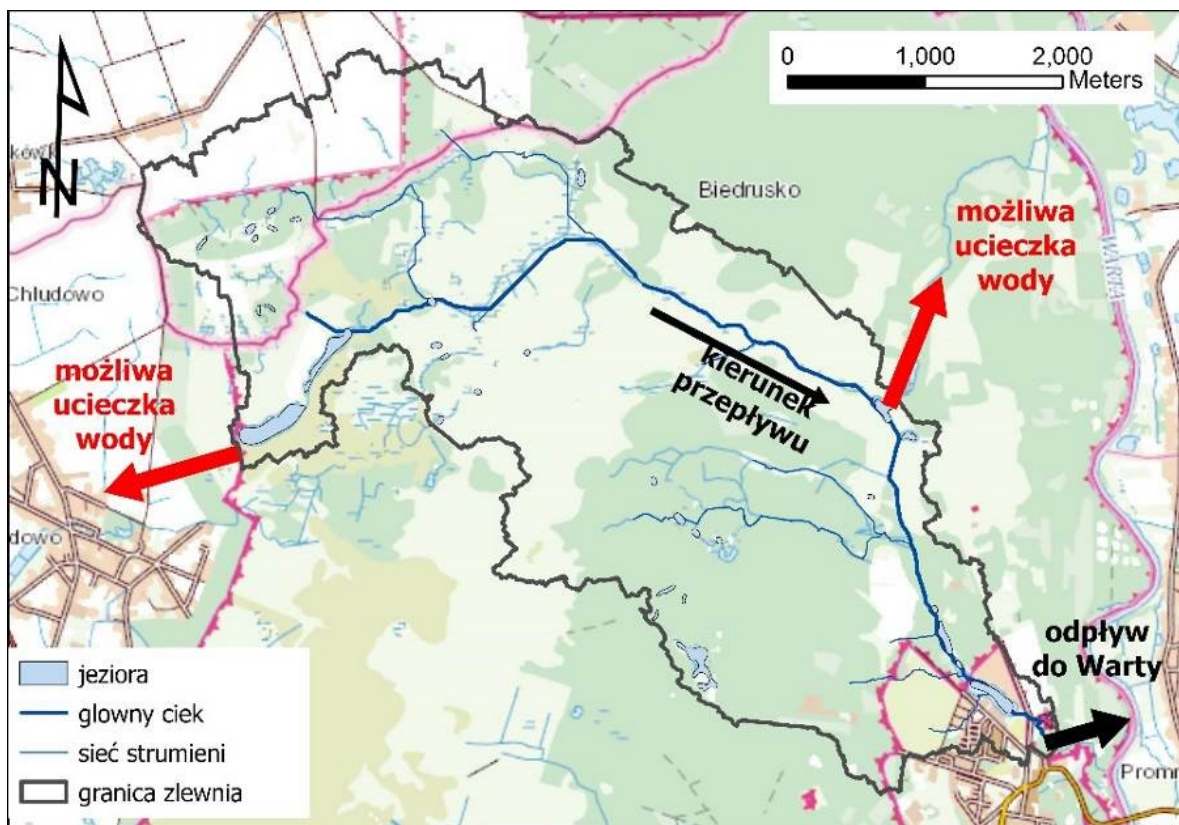 0 1,000 2,000
Meters
N
Biedrusko
możliwa
ucieczka
wody
WARTA
Chludowo
możliwa
ucieczka
wody
kierunek
przepływu
odpływ
do Warty
jeziora
glowny ciek
sieć strumieni
granica zlewnia